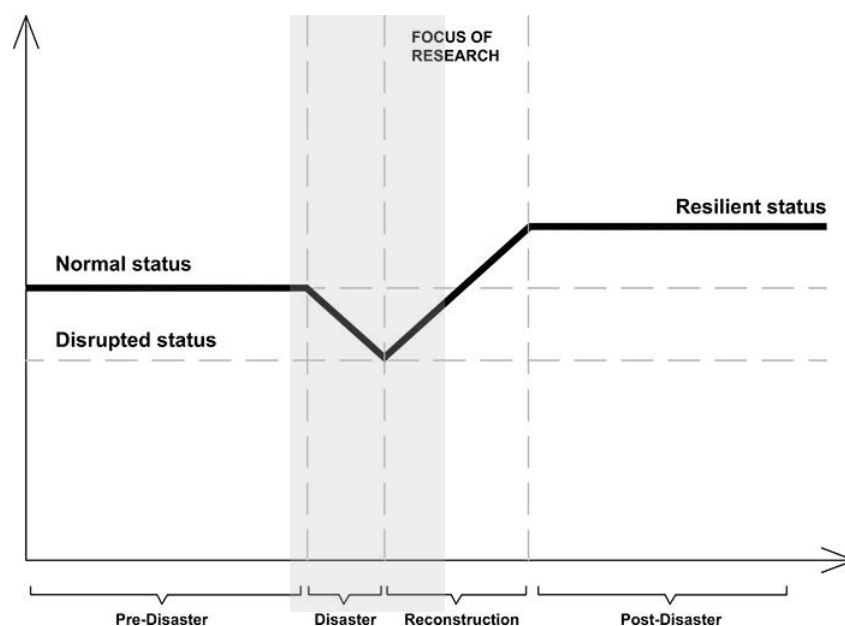 FOCUS OF
RESEARCH
Resilient status
Normal status
Disrupted status
Pre-Disaster
Disaster
Reconstruction
Post-Disaster